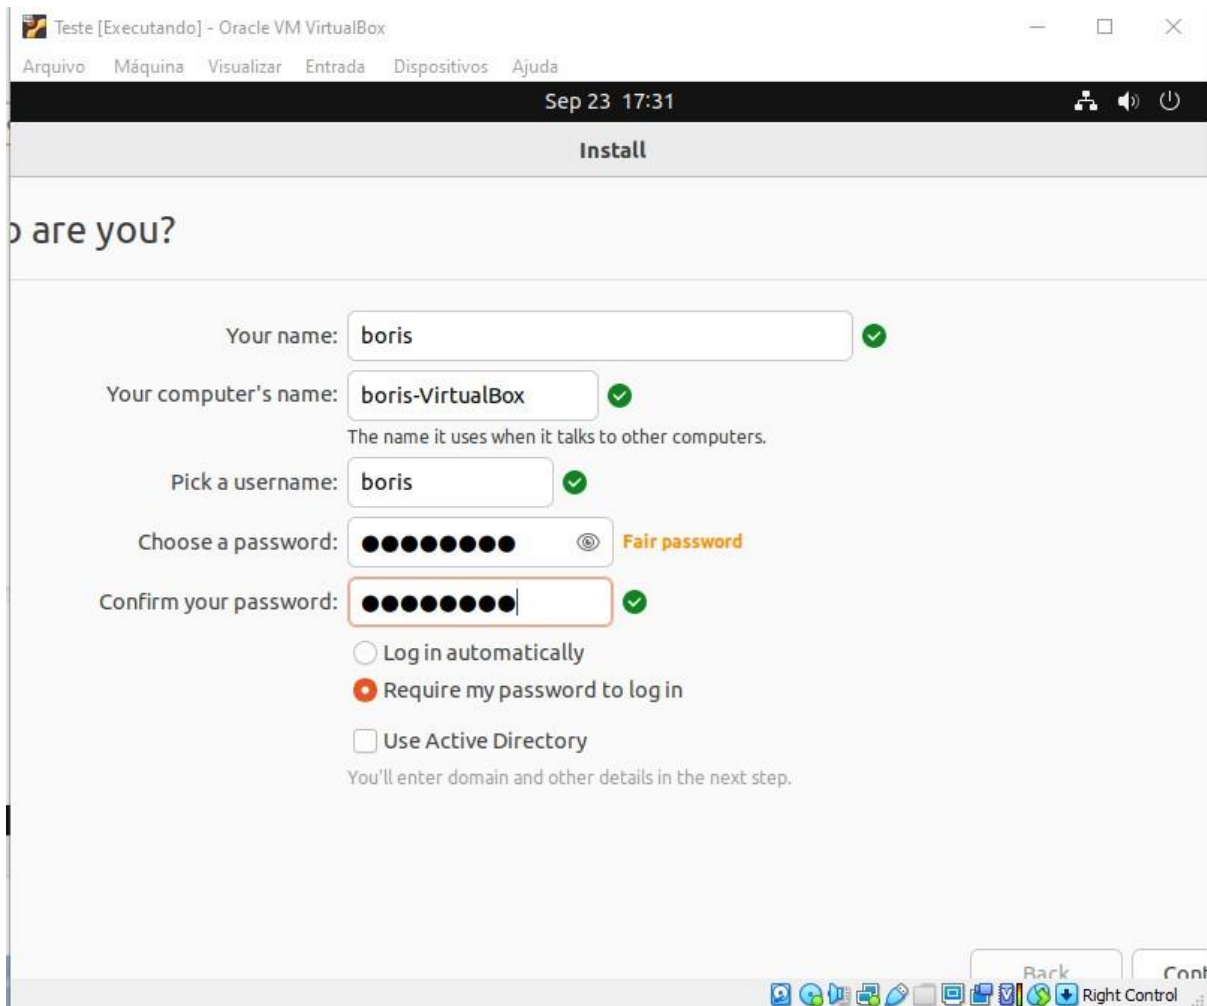 Teste [Executando] - Oracle VM VirtualBox
Arquivo Máquina Visualizar Entrada Dispositivos Ajuda
Sep 23 17:31
Install
o are you?
Your name: boris
Your computer's name: boris-VirtualBox
The name it uses when it talks to other computers.
Pick a username: boris
Choose a password: ●●●●●●●● Fair password
Confirm your password: ●●●●●●●●
Log in automatically
Require my password to log in
Use Active Directory
You'll enter domain and other details in the next step.
Back Cont
Right Control